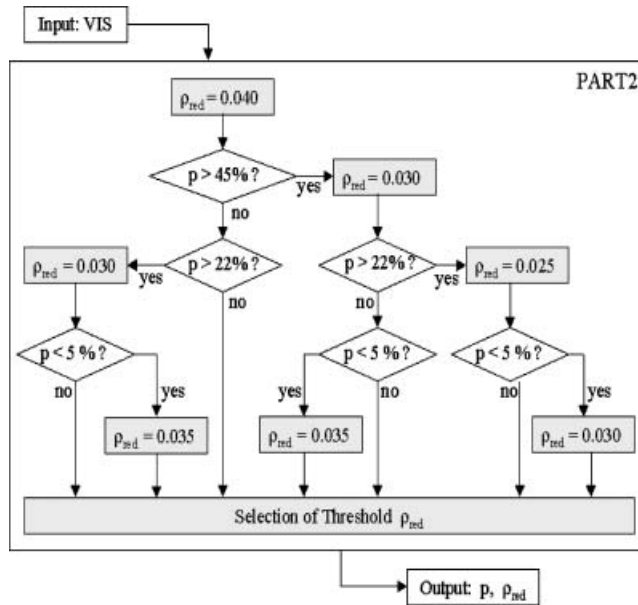 Input: VIS
PART2
ρred = 0.040
p > 45% ?
yes
no
ρred = 0.030
ρred = 0.030
yes
p > 22% ?
no
p > 22% ?
yes
no
ρred = 0.025
p < 5 % ?
no
yes
p < 5 % ?
yes
no
p < 5 % ?
no
yes
ρred = 0.035
ρred = 0.035
ρred = 0.030
Selection of Threshold ρred
Output: p, ρred